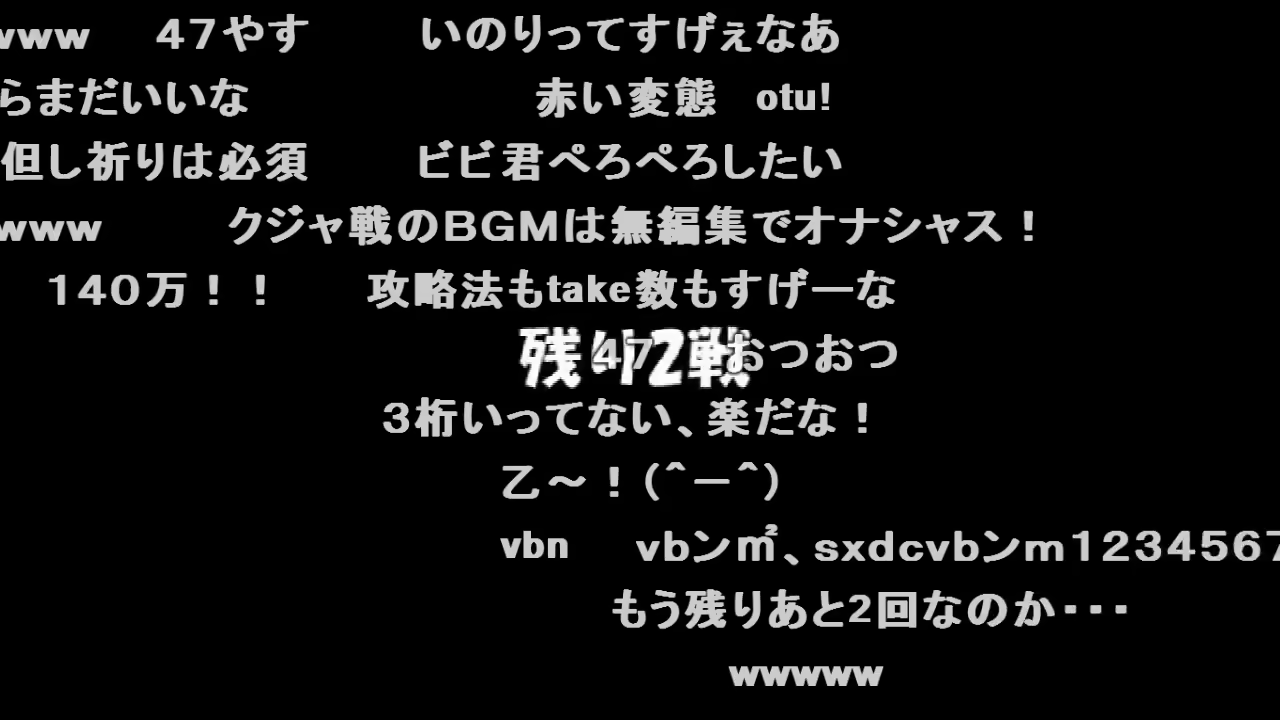 www　４７やす　いのりってすげぇなあ
らまだいいな　赤い変態　otu!
但し祈りは必須　ビビ君ぺろぺろしたい
www　クジャ戦のＢＧＭは無編集でオナシャス！
１４０万！！　攻略法もtake数もすげーな
残り2戦　４７　おつおつ
３桁いってない、楽だな！
乙～！（＾－＾）
vbn　ｖｂン㎡、ｓｘｄｃｖｂンｍ１２３４５６７
もう残りあと2回なのか・・・
wwwww